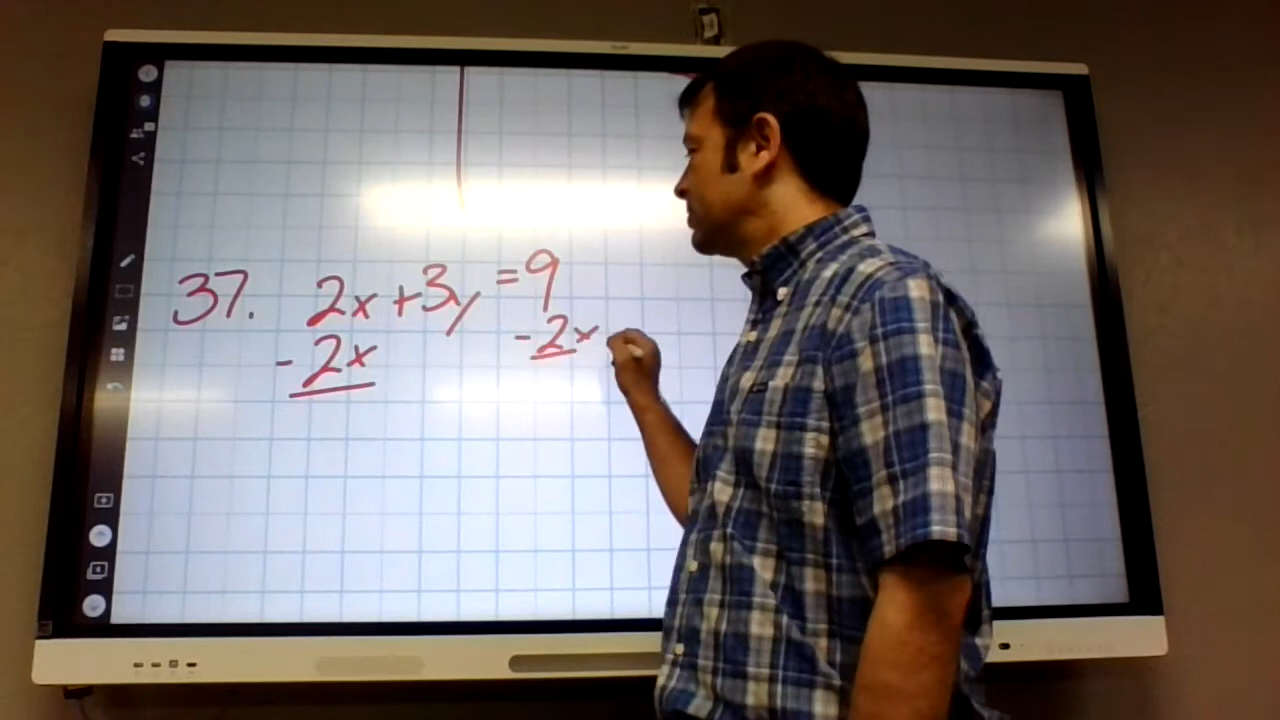 37. 2x + 3y = 9
- 2x - 2x